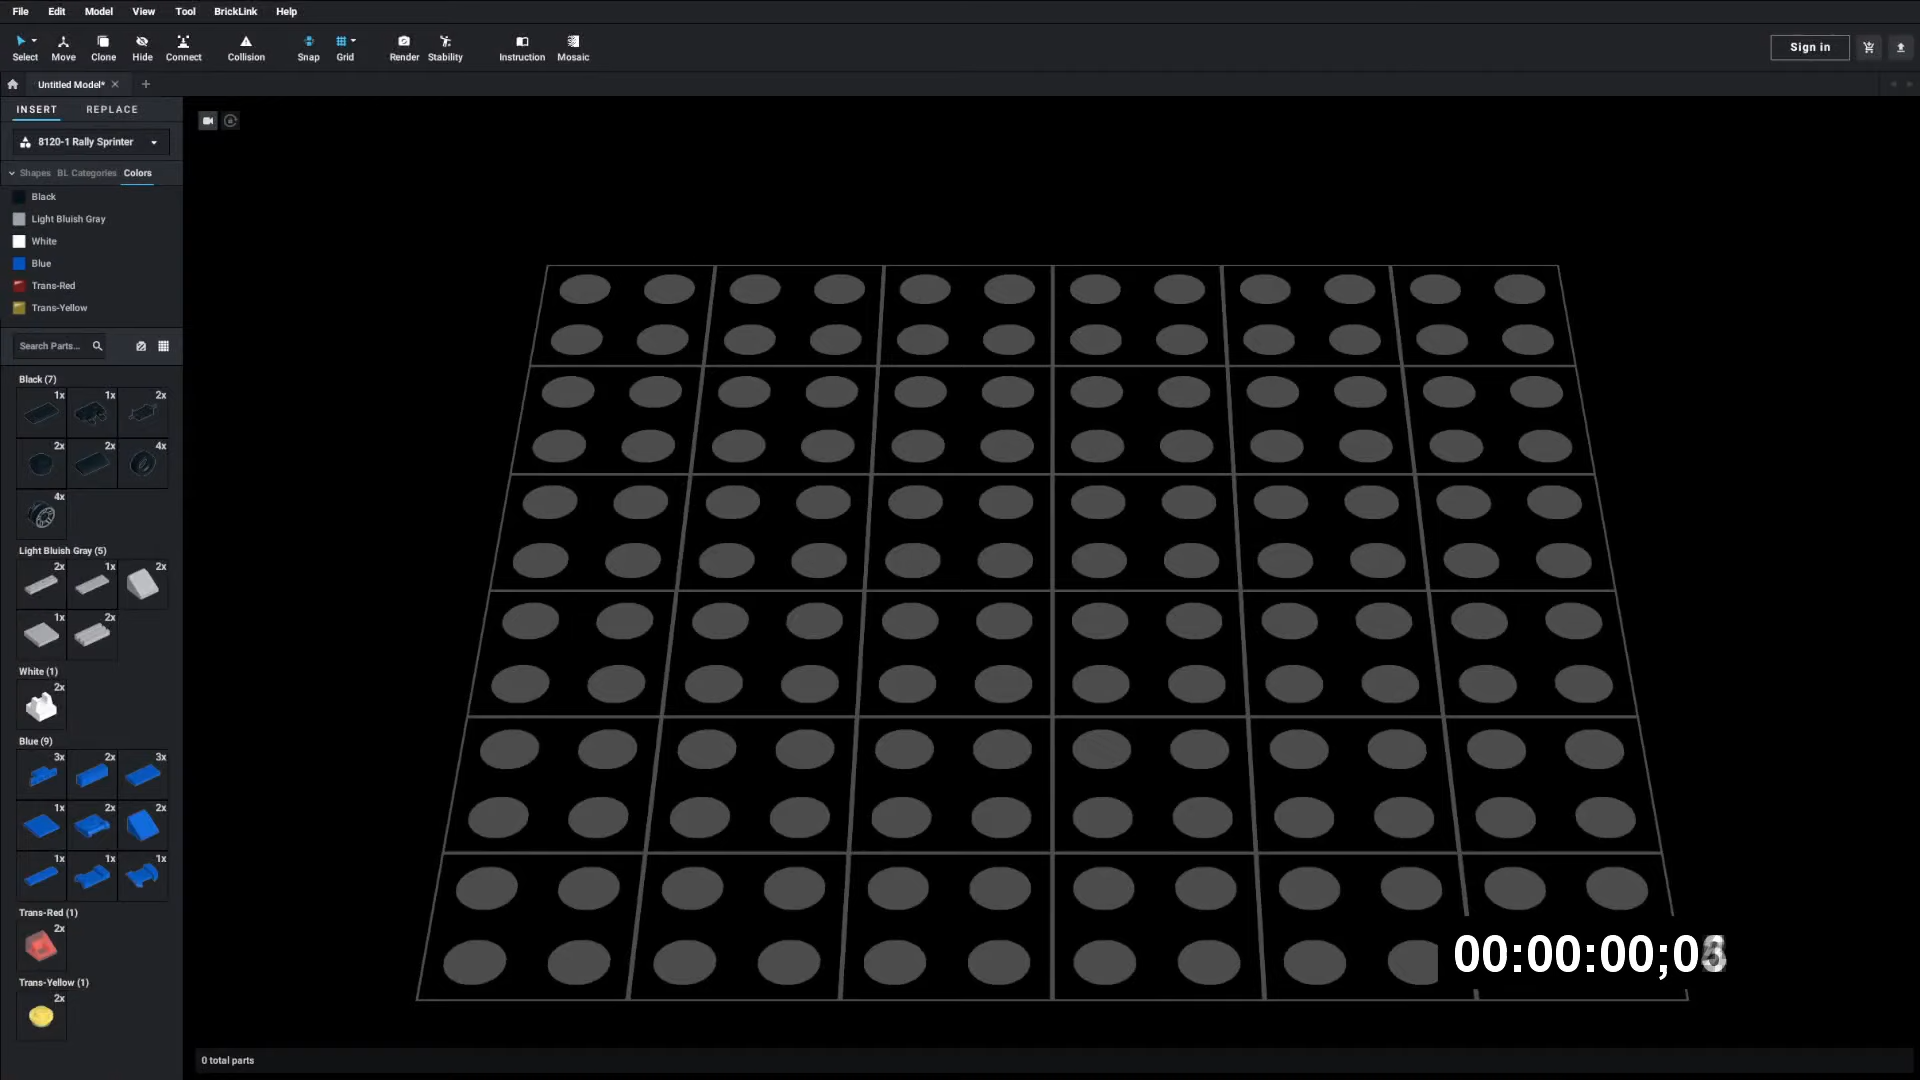 File Edit Model View Tool BrickLink Help
Select Move Clone Hide Connect Collision Snap Grid Render Stability Instruction Mosaic Sign in
Untitled Model*
INSERT REPLACE
8120-1 Rally Sprinter
Shapes BL Categories Colors
Black
Light Bluish Gray
White
Blue
Trans-Red
Trans-Yellow
Search Parts...
Black (7)
1x 1x 2x
2x 2x 4x
4x
Light Bluish Gray (5)
2x 1x 2x
1x 2x
White (1)
2x
Blue (9)
3x 2x 3x
1x 2x 2x
1x 1x 1x
Trans-Red (1)
2x
Trans-Yellow (1)
2x
0 total parts